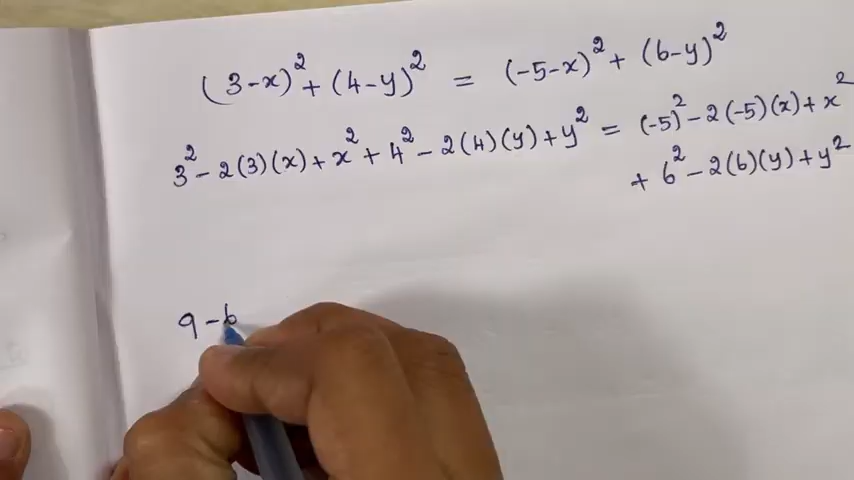 (3-x)² + (4-y)² = (-5-x)² + (6-y)²
3² - 2(3)(x) + x² + 4² - 2(4)(y) + y² = (-5)² - 2(-5)(x) + x²
+ 6² - 2(6)(y) + y²
9 - 6